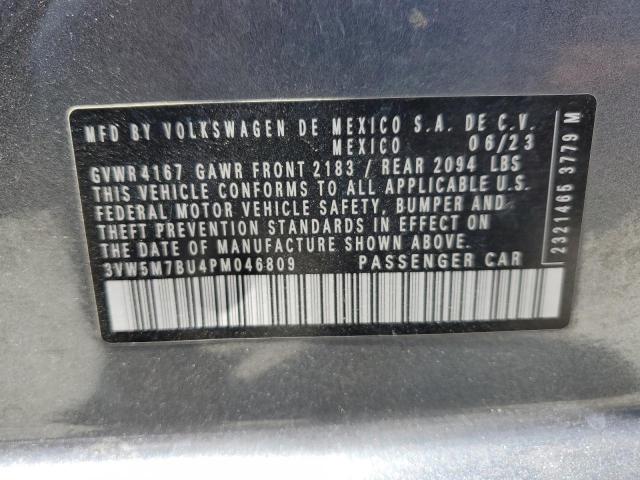 MFD BY VOLKSWAGEN DE MEXICO S.A. DE C.V.
MEXICO 06/23
GVWR 4167 GAWR FRONT 2183 / REAR 2094 LBS
THIS VEHICLE CONFORMS TO ALL APPLICABLE U.S.
FEDERAL MOTOR VEHICLE SAFETY, BUMPER AND
THEFT PREVENTION STANDARDS IN EFFECT ON
THE DATE OF MANUFACTURE SHOWN ABOVE.
3VW5M7BU4PM046809 PASSENGER CAR
2321465 3779 M